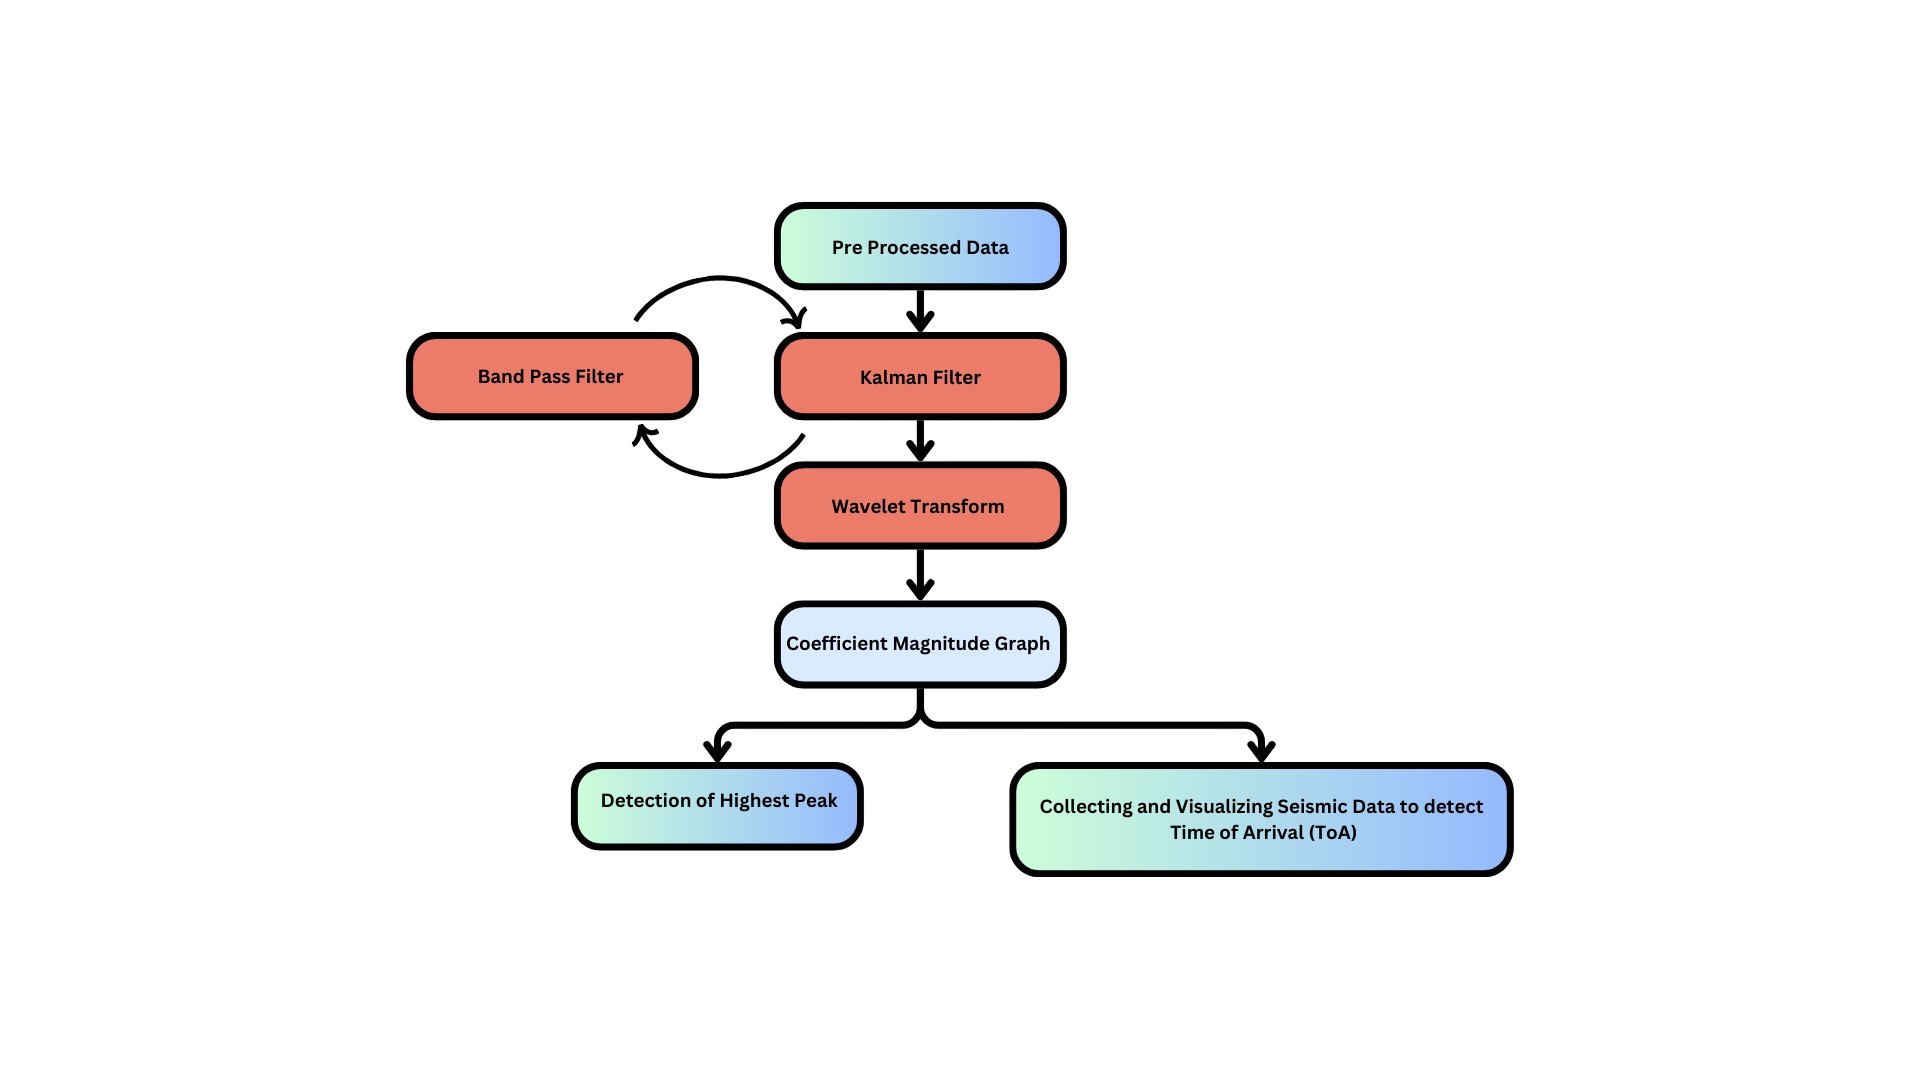 Pre Processed Data
Band Pass Filter
Kalman Filter
Wavelet Transform
Coefficient Magnitude Graph
Detection of Highest Peak
Collecting and Visualizing Seismic Data to detect
Time of Arrival (ToA)